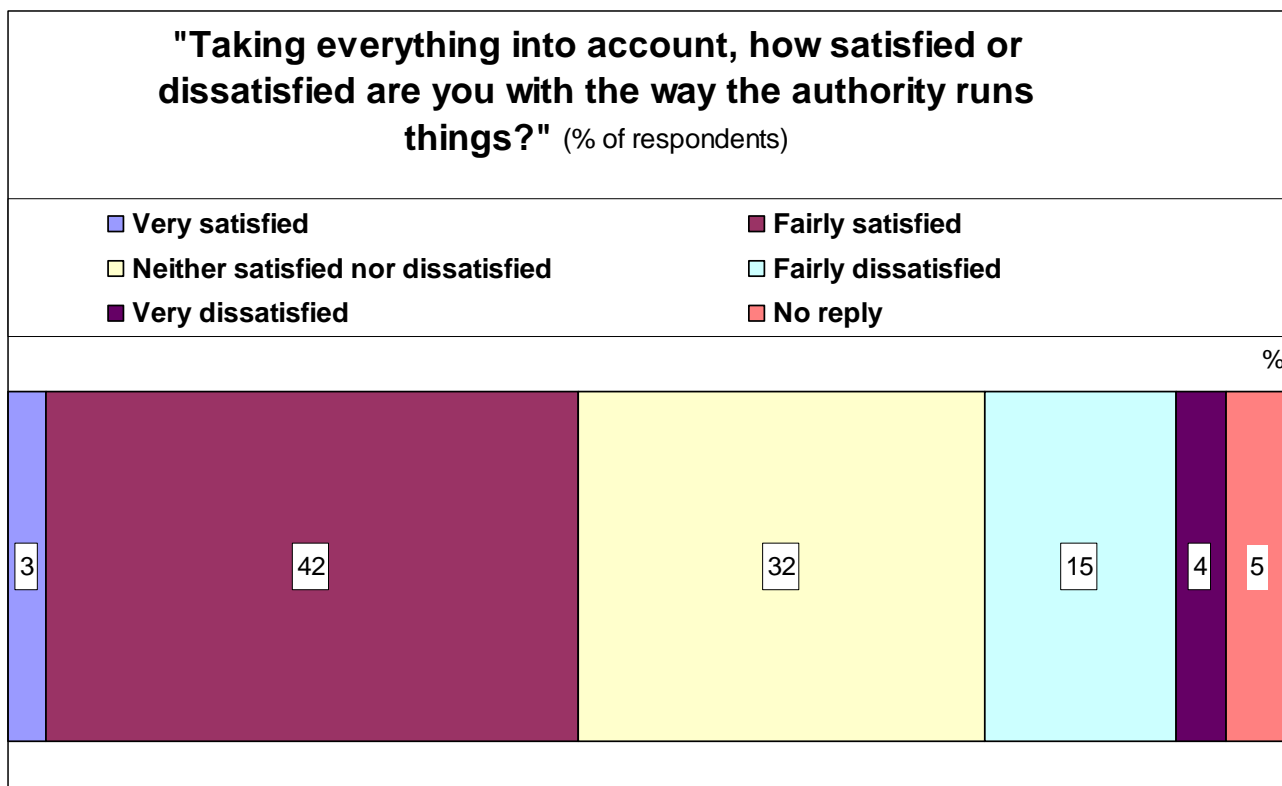 "Taking everything into account, how satisfied or
dissatisfied are you with the way the authority runs
things?" (% of respondents)
Very satisfied
Fairly satisfied
Neither satisfied nor dissatisfied
Fairly dissatisfied
Very dissatisfied
No reply
%
3
42
32
15
4
5